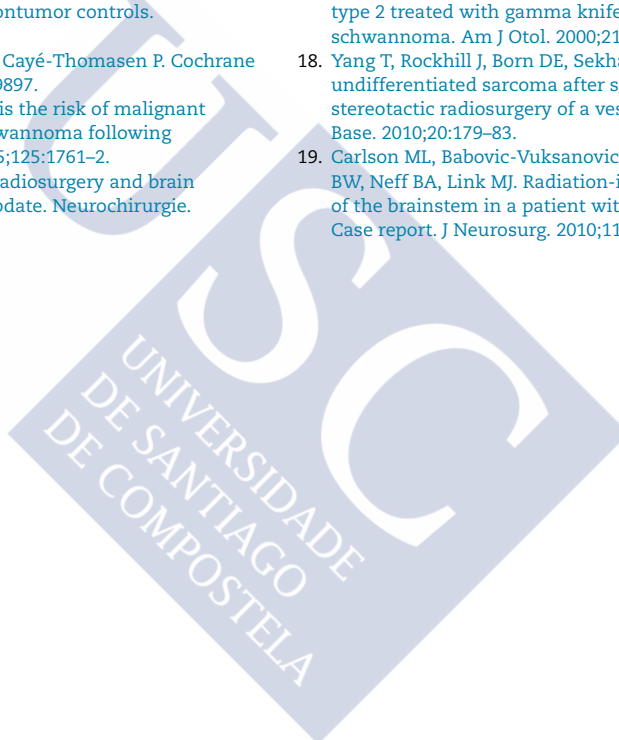 ontumor controls.
Cayé-Thomasen P. Cochrane
9897.
is the risk of malignant
wannoma following
5;125:1761–2.
adiosurgery and brain
pdate. Neurochirurgie.
type 2 treated with gamma knife
schwannoma. Am J Otol. 2000;21
18. Yang T, Rockhill J, Born DE, Sekha
undifferentiated sarcoma after s
stereotactic radiosurgery of a ves
Base. 2010;20:179–83.
19. Carlson ML, Babovic-Vuksanovic
BW, Neff BA, Link MJ. Radiation-i
of the brainstem in a patient wit
Case report. J Neurosurg. 2010;11
USC
UNIVERSIDADE
DE SANTIAGO
DE COMPOSTELA